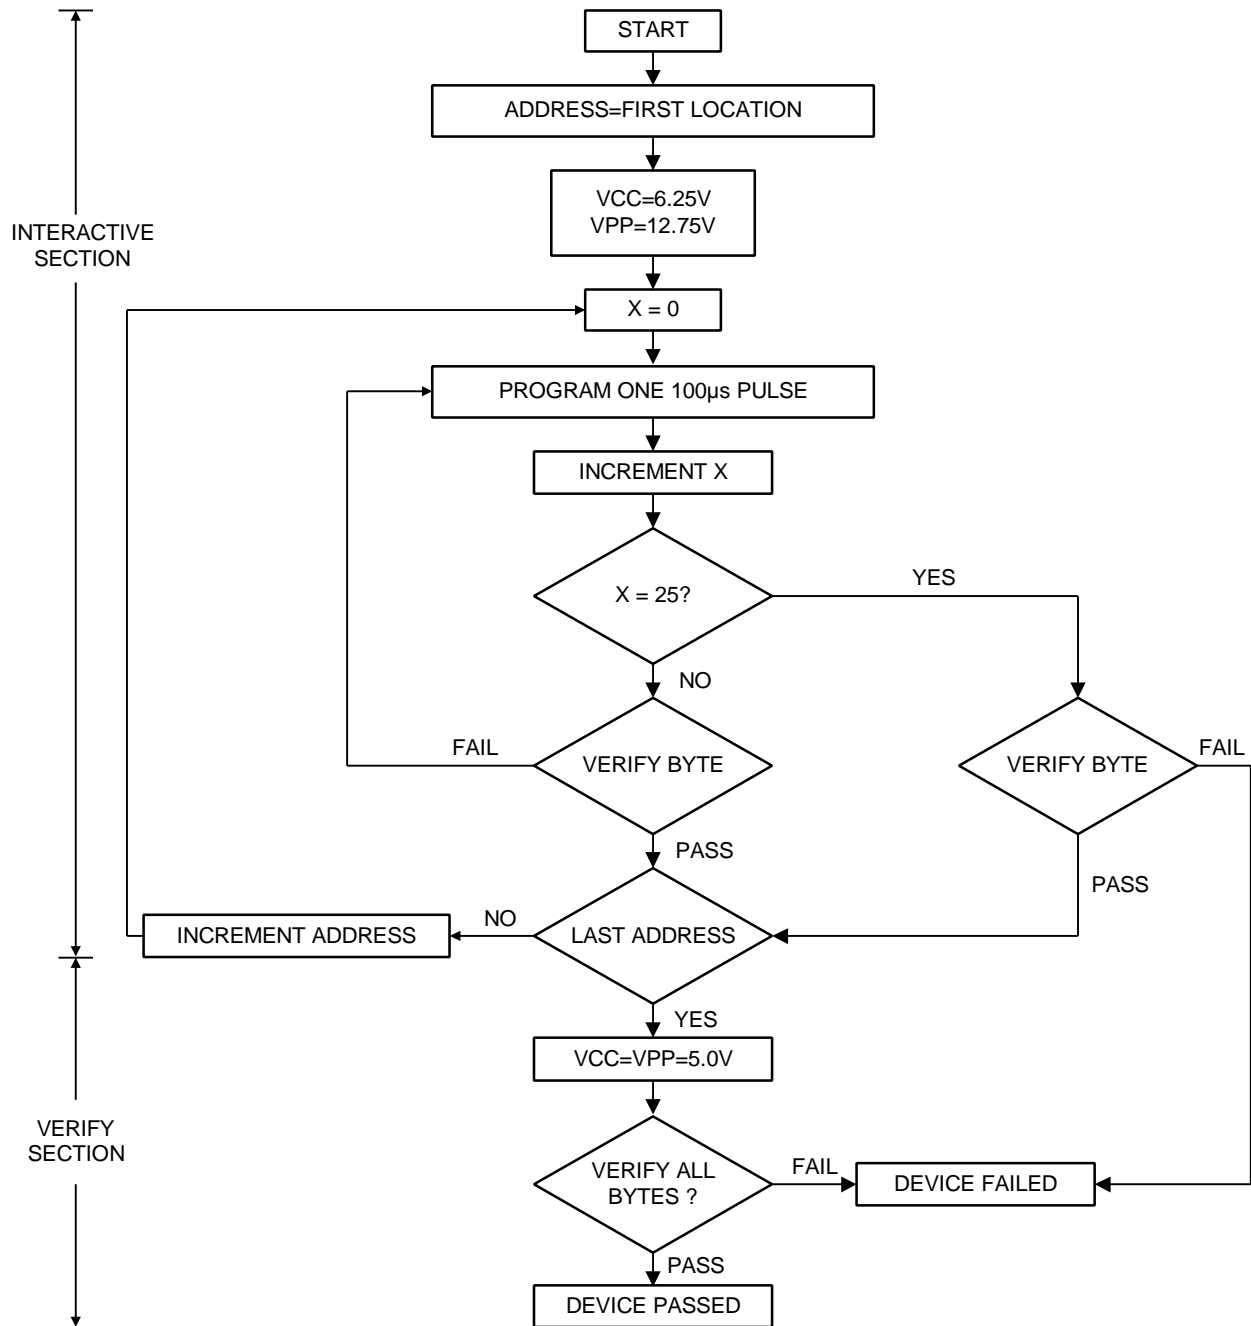 START
ADDRESS=FIRST LOCATION
VCC=6.25V
VPP=12.75V
INTERACTIVE
SECTION
X = 0
PROGRAM ONE 100µs PULSE
INCREMENT X
X = 25?
YES
NO
FAIL
VERIFY BYTE
VERIFY BYTE
FAIL
PASS
PASS
INCREMENT ADDRESS
NO
LAST ADDRESS
YES
VCC=VPP=5.0V
VERIFY
SECTION
VERIFY ALL
BYTES ?
FAIL
DEVICE FAILED
PASS
DEVICE PASSED